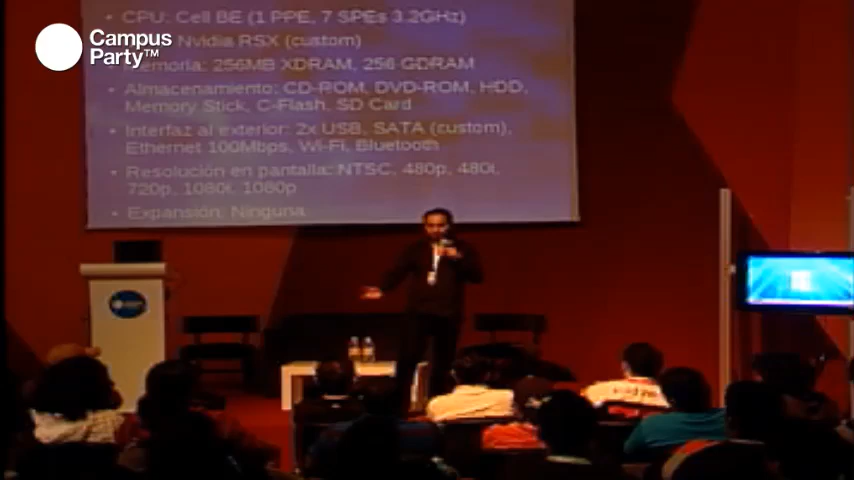 Campus
Party™
• CPU: Cell BE (1 PPE, 7 SPEs 3.2GHz)
Nvidia RSX (custom)
Memoria: 256MB XDRAM, 256 GDRAM
• Almacenamiento: CD-ROM, DVD-ROM, HDD,
Memory Stick, C-Flash, SD Card
• Interfaz al exterior: 2x USB, SATA (custom),
Ethernet 100Mbps, Wi-Fi, Bluetooth
• Resolución en pantalla: NTSC, 480p, 480i,
720p, 1080i, 1080p
• Expansión: Ninguna